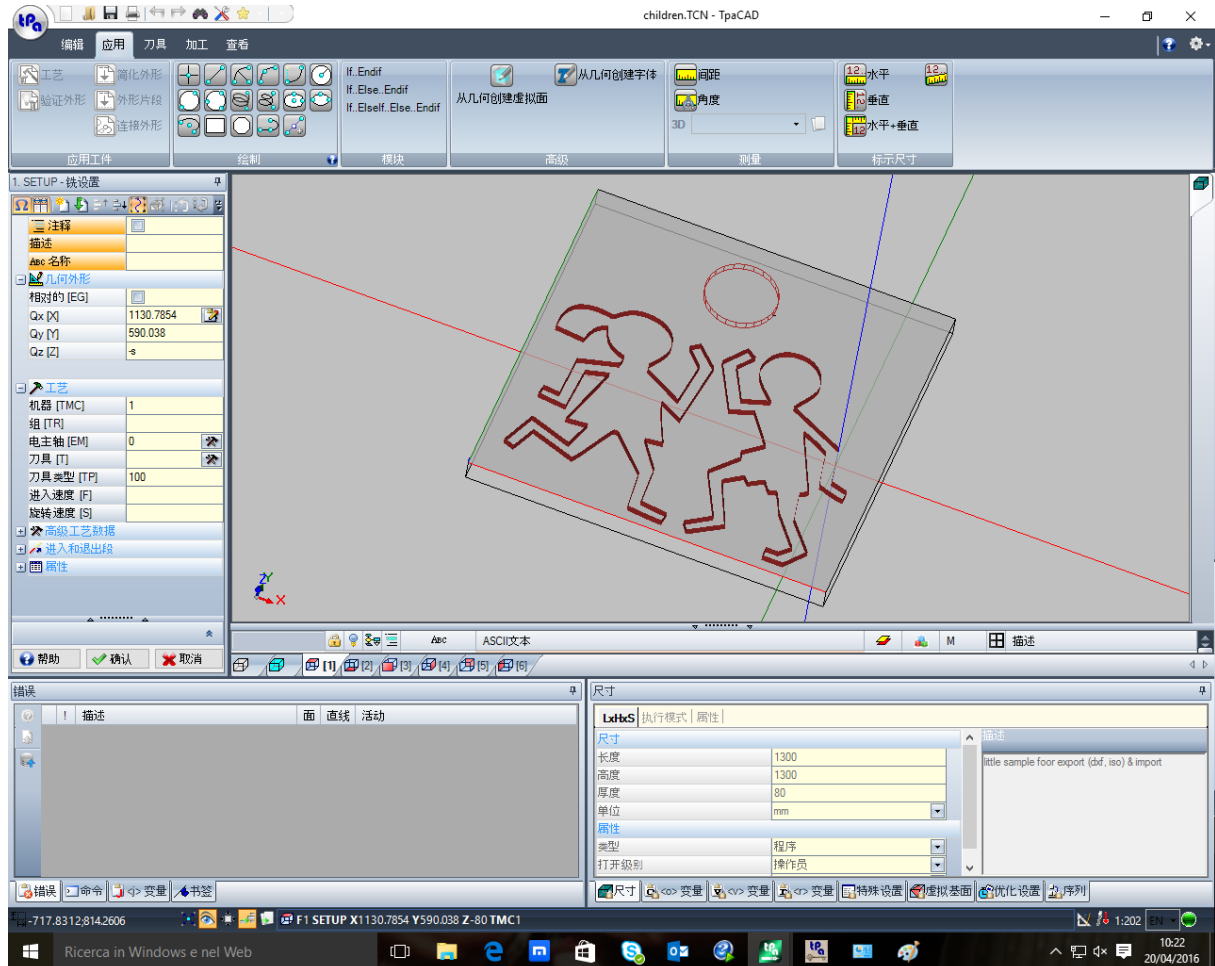 children.TCN - TpaCAD
编辑 应用 刀具 加工 查看
工艺 简化外形
验证外形 外形片段
连接外形
If..Endif
If..Else..Endif
If..ElseIf..Else..Endif
从几何创建虚拟面
从几何创建字体
间距
角度
3D
水平
垂直
水平+垂直
应用工件 绘制 模块 高级 测量 标示尺寸
1. SETUP - 铣设置
注释
描述
ABC 名称
几何外形
相对的 [EG]
Qx [X] 1130.7854
Qy [Y] 590.038
Qz [Z] -s
工艺
机器 [TMC] 1
组 [TR]
电主轴 [EM] 0
刀具 [T]
刀具类型 [TP] 100
进入速度 [F]
旋转速度 [S]
高级工艺数据
进入和退出段
属性
帮助 确认 取消
Z Y
X
ABC ASCII文本 M 描述
[1] [2] [3] [4] [5] [6]
错误
! 描述 面 直线 活动
错误 命令 <J> 变量 书签
尺寸
LxHxS 执行模式 属性
尺寸
长度 1300
高度 1300
厚度 80
单位 mm
属性
类型 程序
打开级别 操作员
描述
little sample foor export (dxf, iso) & import
尺寸 <o> 变量 <v> 变量 <r> 变量 特殊设置 虚拟基面 优化设置 序列
-717.8312;814.2606
F1 SETUP X1130.7854 Y590.038 Z-80 TMC1
1:202 EN
Ricerca in Windows e nel Web
10:22
20/04/2016